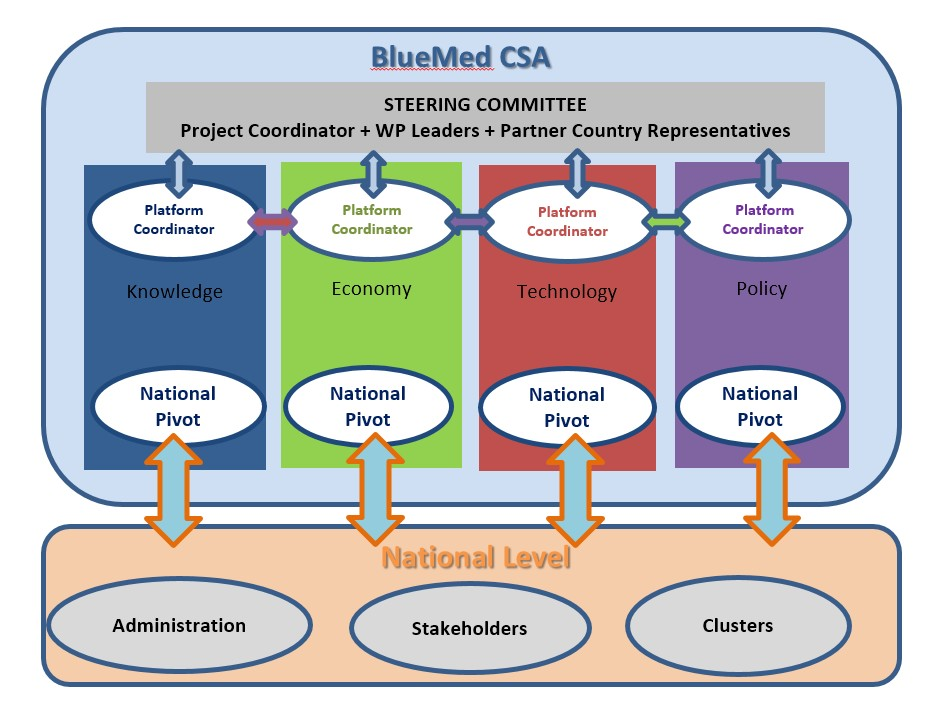 BlueMed CSA
STEERING COMMITTEE
Project Coordinator + WP Leaders + Partner Country Representatives
Platform
Coordinator
Platform
Coordinator
Platform
Coordinator
Platform
Coordinator
Knowledge
Economy
Technology
Policy
National
Pivot
National
Pivot
National
Pivot
National
Pivot
National Level
Administration
Stakeholders
Clusters